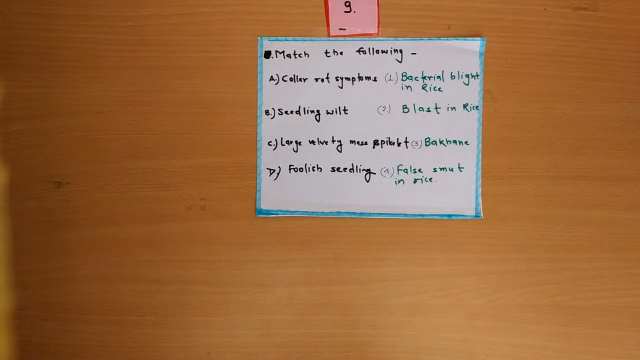 9.
Match the following -
A) Collar rot symptoms (1) Bacterial blight
in Rice
B.) Seedling wilt (2) Blast in Rice
C.) Large velvety mass spikelet (3) Bakhane
D) Foolish seedling (4) False smut
in rice.